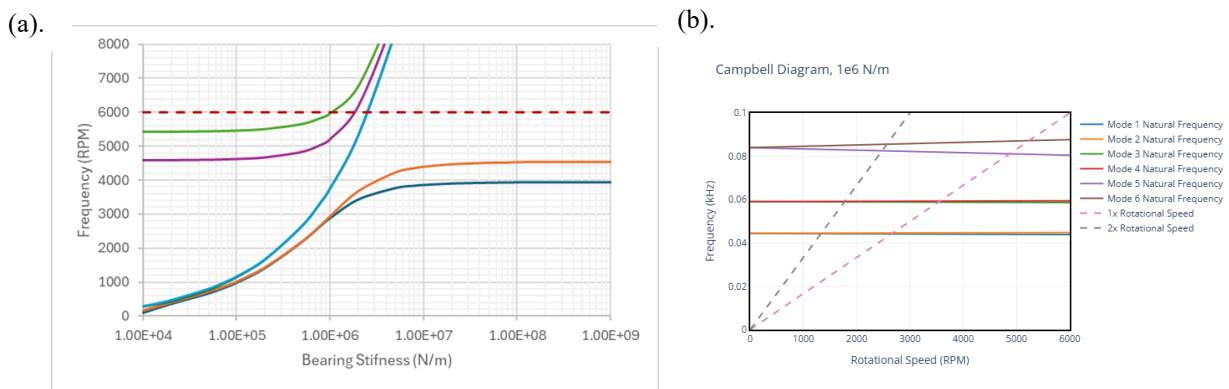 (a).
8000
7000
6000
5000
4000
3000
2000
1000
0
Frequency (RPM)
1.00E+04 1.00E+05 1.00E+06 1.00E+07 1.00E+08 1.00E+09
Bearing Stifness (N/m)
(b).
Campbell Diagram, 1e6 N/m
0.1
0.08
0.06
0.04
0.02
0
Frequency (kHz)
0 1000 2000 3000 4000 5000 6000
Rotational Speed (RPM)
Mode 1 Natural Frequency
Mode 2 Natural Frequency
Mode 3 Natural Frequency
Mode 4 Natural Frequency
Mode 5 Natural Frequency
Mode 6 Natural Frequency
1x Rotational Speed
2x Rotational Speed